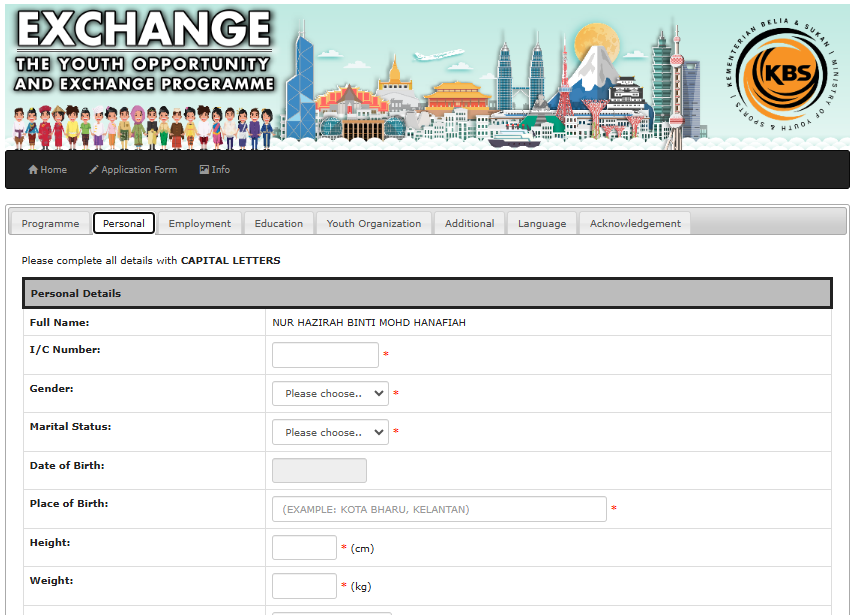 EXCHANGE
THE YOUTH OPPORTUNITY
AND EXCHANGE PROGRAMME
KEMENTERIAN BELIA & SUKAN | MINISTRY OF YOUTH & SPORTS |
KBS
Home Application Form Info
Programme Personal Employment Education Youth Organization Additional Language Acknowledgement
Please complete all details with CAPITAL LETTERS
Personal Details
Full Name: NUR HAZIRAH BINTI MOHD HANAFIAH
I/C Number: *
Gender: Please choose.. *
Marital Status: Please choose.. *
Date of Birth:
Place of Birth: (EXAMPLE: KOTA BHARU, KELANTAN) *
Height: * (cm)
Weight: * (kg)